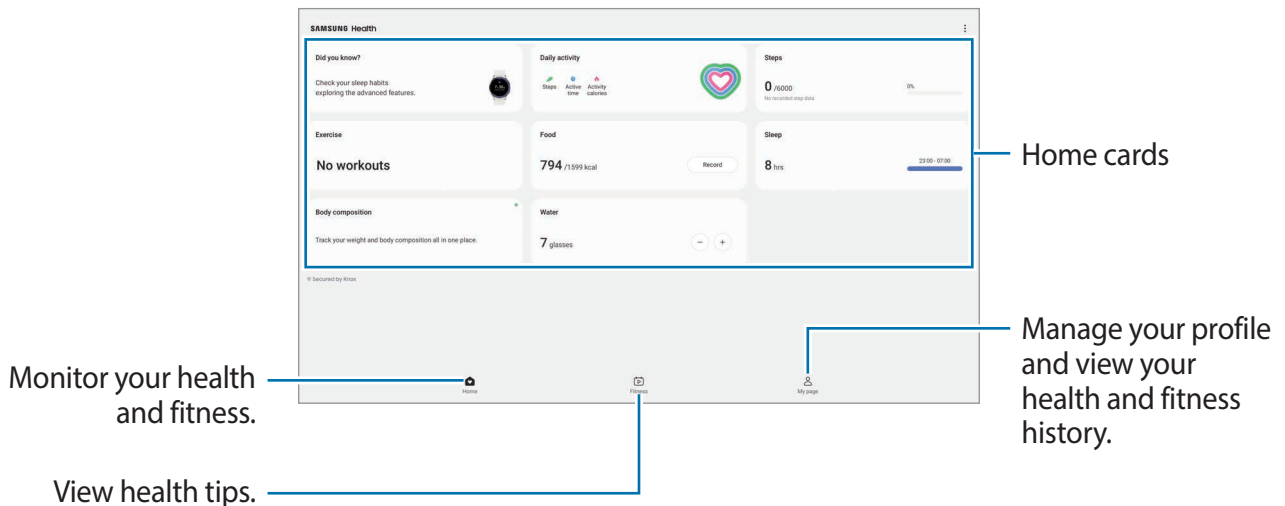 SAMSUNG Health
Did you know?
Check your sleep habits
exploring the advanced features.
Daily activity
Steps
Active
time
Activity
calories
Steps
0 /6000
No recorded step data
0%
Exercise
No workouts
Food
794 /1599 kcal
Record
Sleep
8 hrs
23:00 - 07:00
Body composition
Track your weight and body composition all in one place.
Water
7 glasses
− +
Secured by Knox
Home
Fitness
My page
Home cards
Manage your profile
and view your
health and fitness
history.
Monitor your health
and fitness.
View health tips.